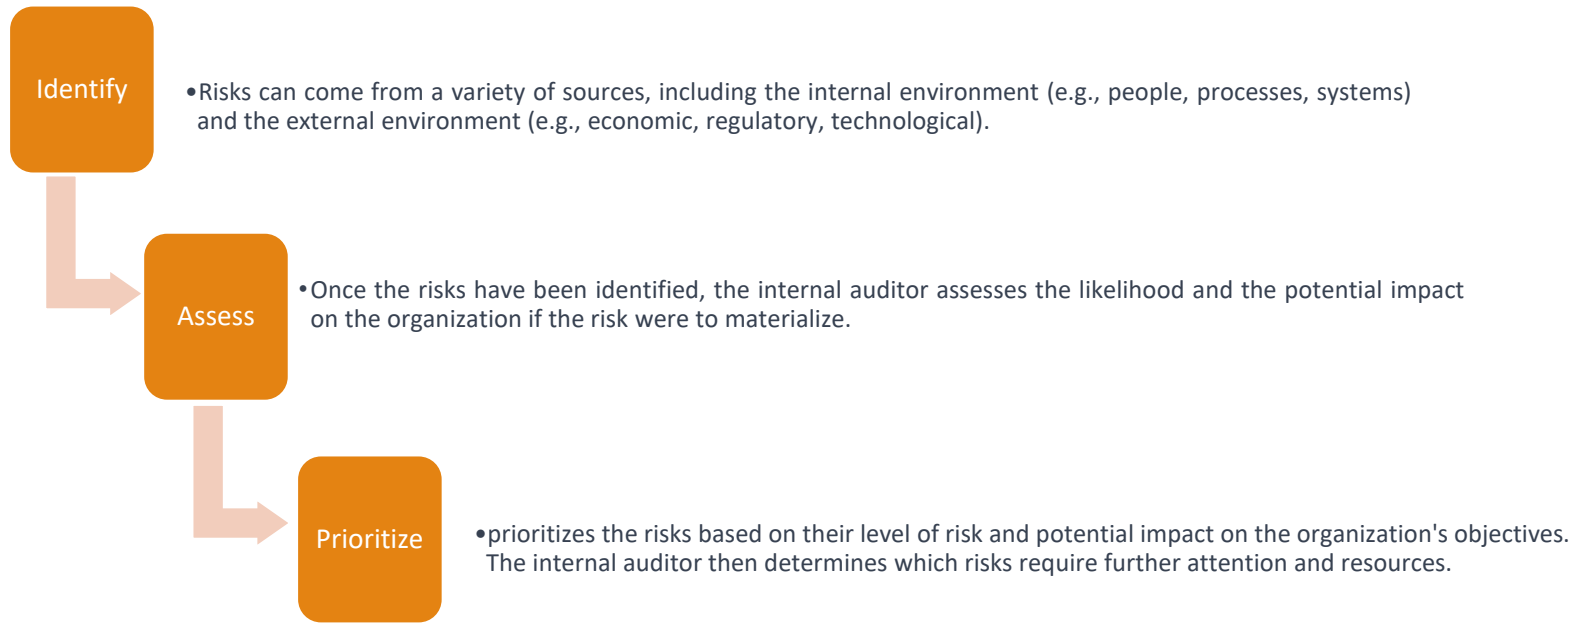 Identify
•Risks can come from a variety of sources, including the internal environment (e.g., people, processes, systems)
and the external environment (e.g., economic, regulatory, technological).
Assess
•Once the risks have been identified, the internal auditor assesses the likelihood and the potential impact
on the organization if the risk were to materialize.
Prioritize
•prioritizes the risks based on their level of risk and potential impact on the organization's objectives.
The internal auditor then determines which risks require further attention and resources.